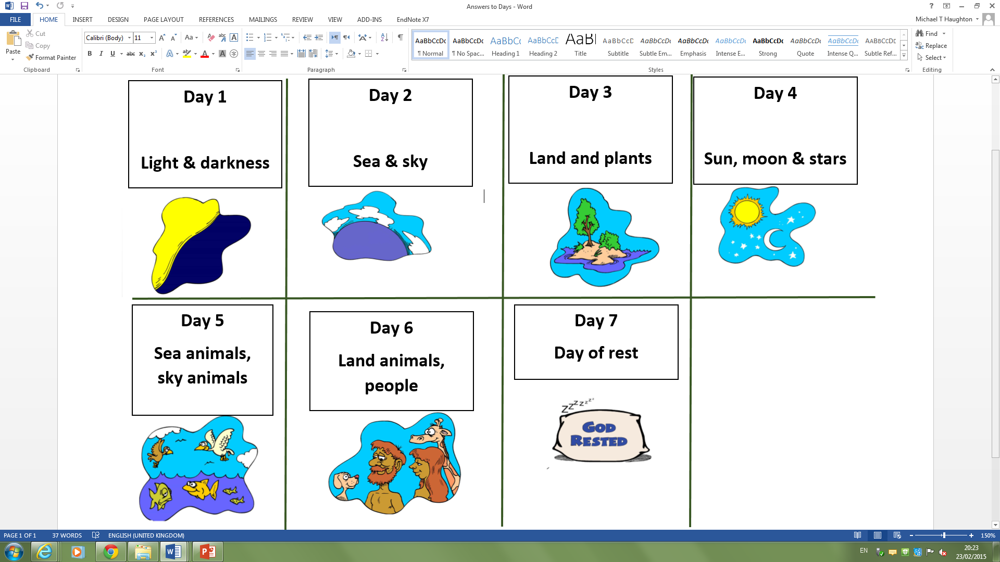 Answers to Days - Word
FILE
HOME
INSERT
DESIGN
PAGE LAYOUT
REFERENCES
MAILINGS
REVIEW
VIEW
ADD-INS
EndNote X7
Michael T Haughton
Paste
Cut
Copy
Format Painter
Clipboard
Calibri (Body)
11
Font
Paragraph
AaBbCcDc
¶ Normal
AaBbCcDc
¶ No Spac...
AaBbCc
Heading 1
AaBbCcD
Heading 2
AaBl
Title
AaBbCcD
Subtitle
AaBbCcDc
Subtle Em...
AaBbCcDc
Emphasis
AaBbCcDc
Intense E...
AaBbCcDc
Strong
AaBbCcDc
Quote
AaBbCcDc
Intense Q...
AABBCCDE
Subtle Ref...
Styles
Find
Replace
Select
Editing
Day 1
Light & darkness
Day 2
Sea & sky
Day 3
Land and plants
Day 4
Sun, moon & stars
Day 5
Sea animals,
sky animals
Day 6
Land animals,
people
Day 7
Day of rest
ZZZZZZZ
GOD
RESTED
PAGE 1 OF 1
37 WORDS
ENGLISH (UNITED KINGDOM)
150%
EN
20:23
23/02/2015